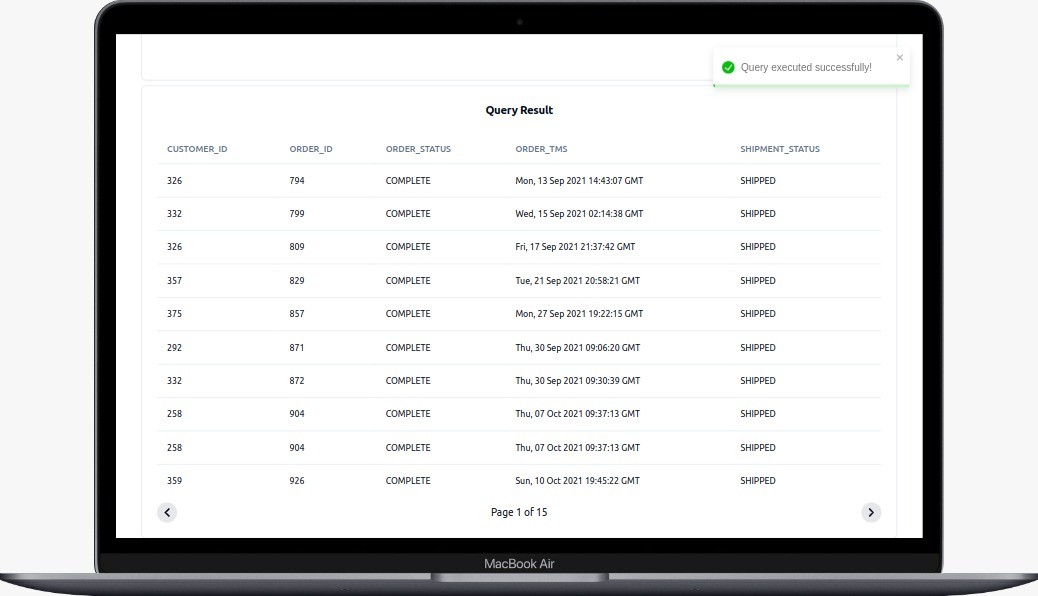 Query executed successfully!
Query Result
CUSTOMER_ID ORDER_ID ORDER_STATUS ORDER_TMS SHIPMENT_STATUS
326 794 COMPLETE Mon, 13 Sep 2021 14:43:07 GMT SHIPPED
332 799 COMPLETE Wed, 15 Sep 2021 02:14:38 GMT SHIPPED
326 809 COMPLETE Fri, 17 Sep 2021 21:37:42 GMT SHIPPED
357 829 COMPLETE Tue, 21 Sep 2021 20:58:21 GMT SHIPPED
375 857 COMPLETE Mon, 27 Sep 2021 19:22:15 GMT SHIPPED
292 871 COMPLETE Thu, 30 Sep 2021 09:06:20 GMT SHIPPED
332 872 COMPLETE Thu, 30 Sep 2021 09:30:39 GMT SHIPPED
258 904 COMPLETE Thu, 07 Oct 2021 09:37:13 GMT SHIPPED
258 904 COMPLETE Thu, 07 Oct 2021 09:37:13 GMT SHIPPED
359 926 COMPLETE Sun, 10 Oct 2021 19:45:22 GMT SHIPPED
Page 1 of 15
MacBook Air